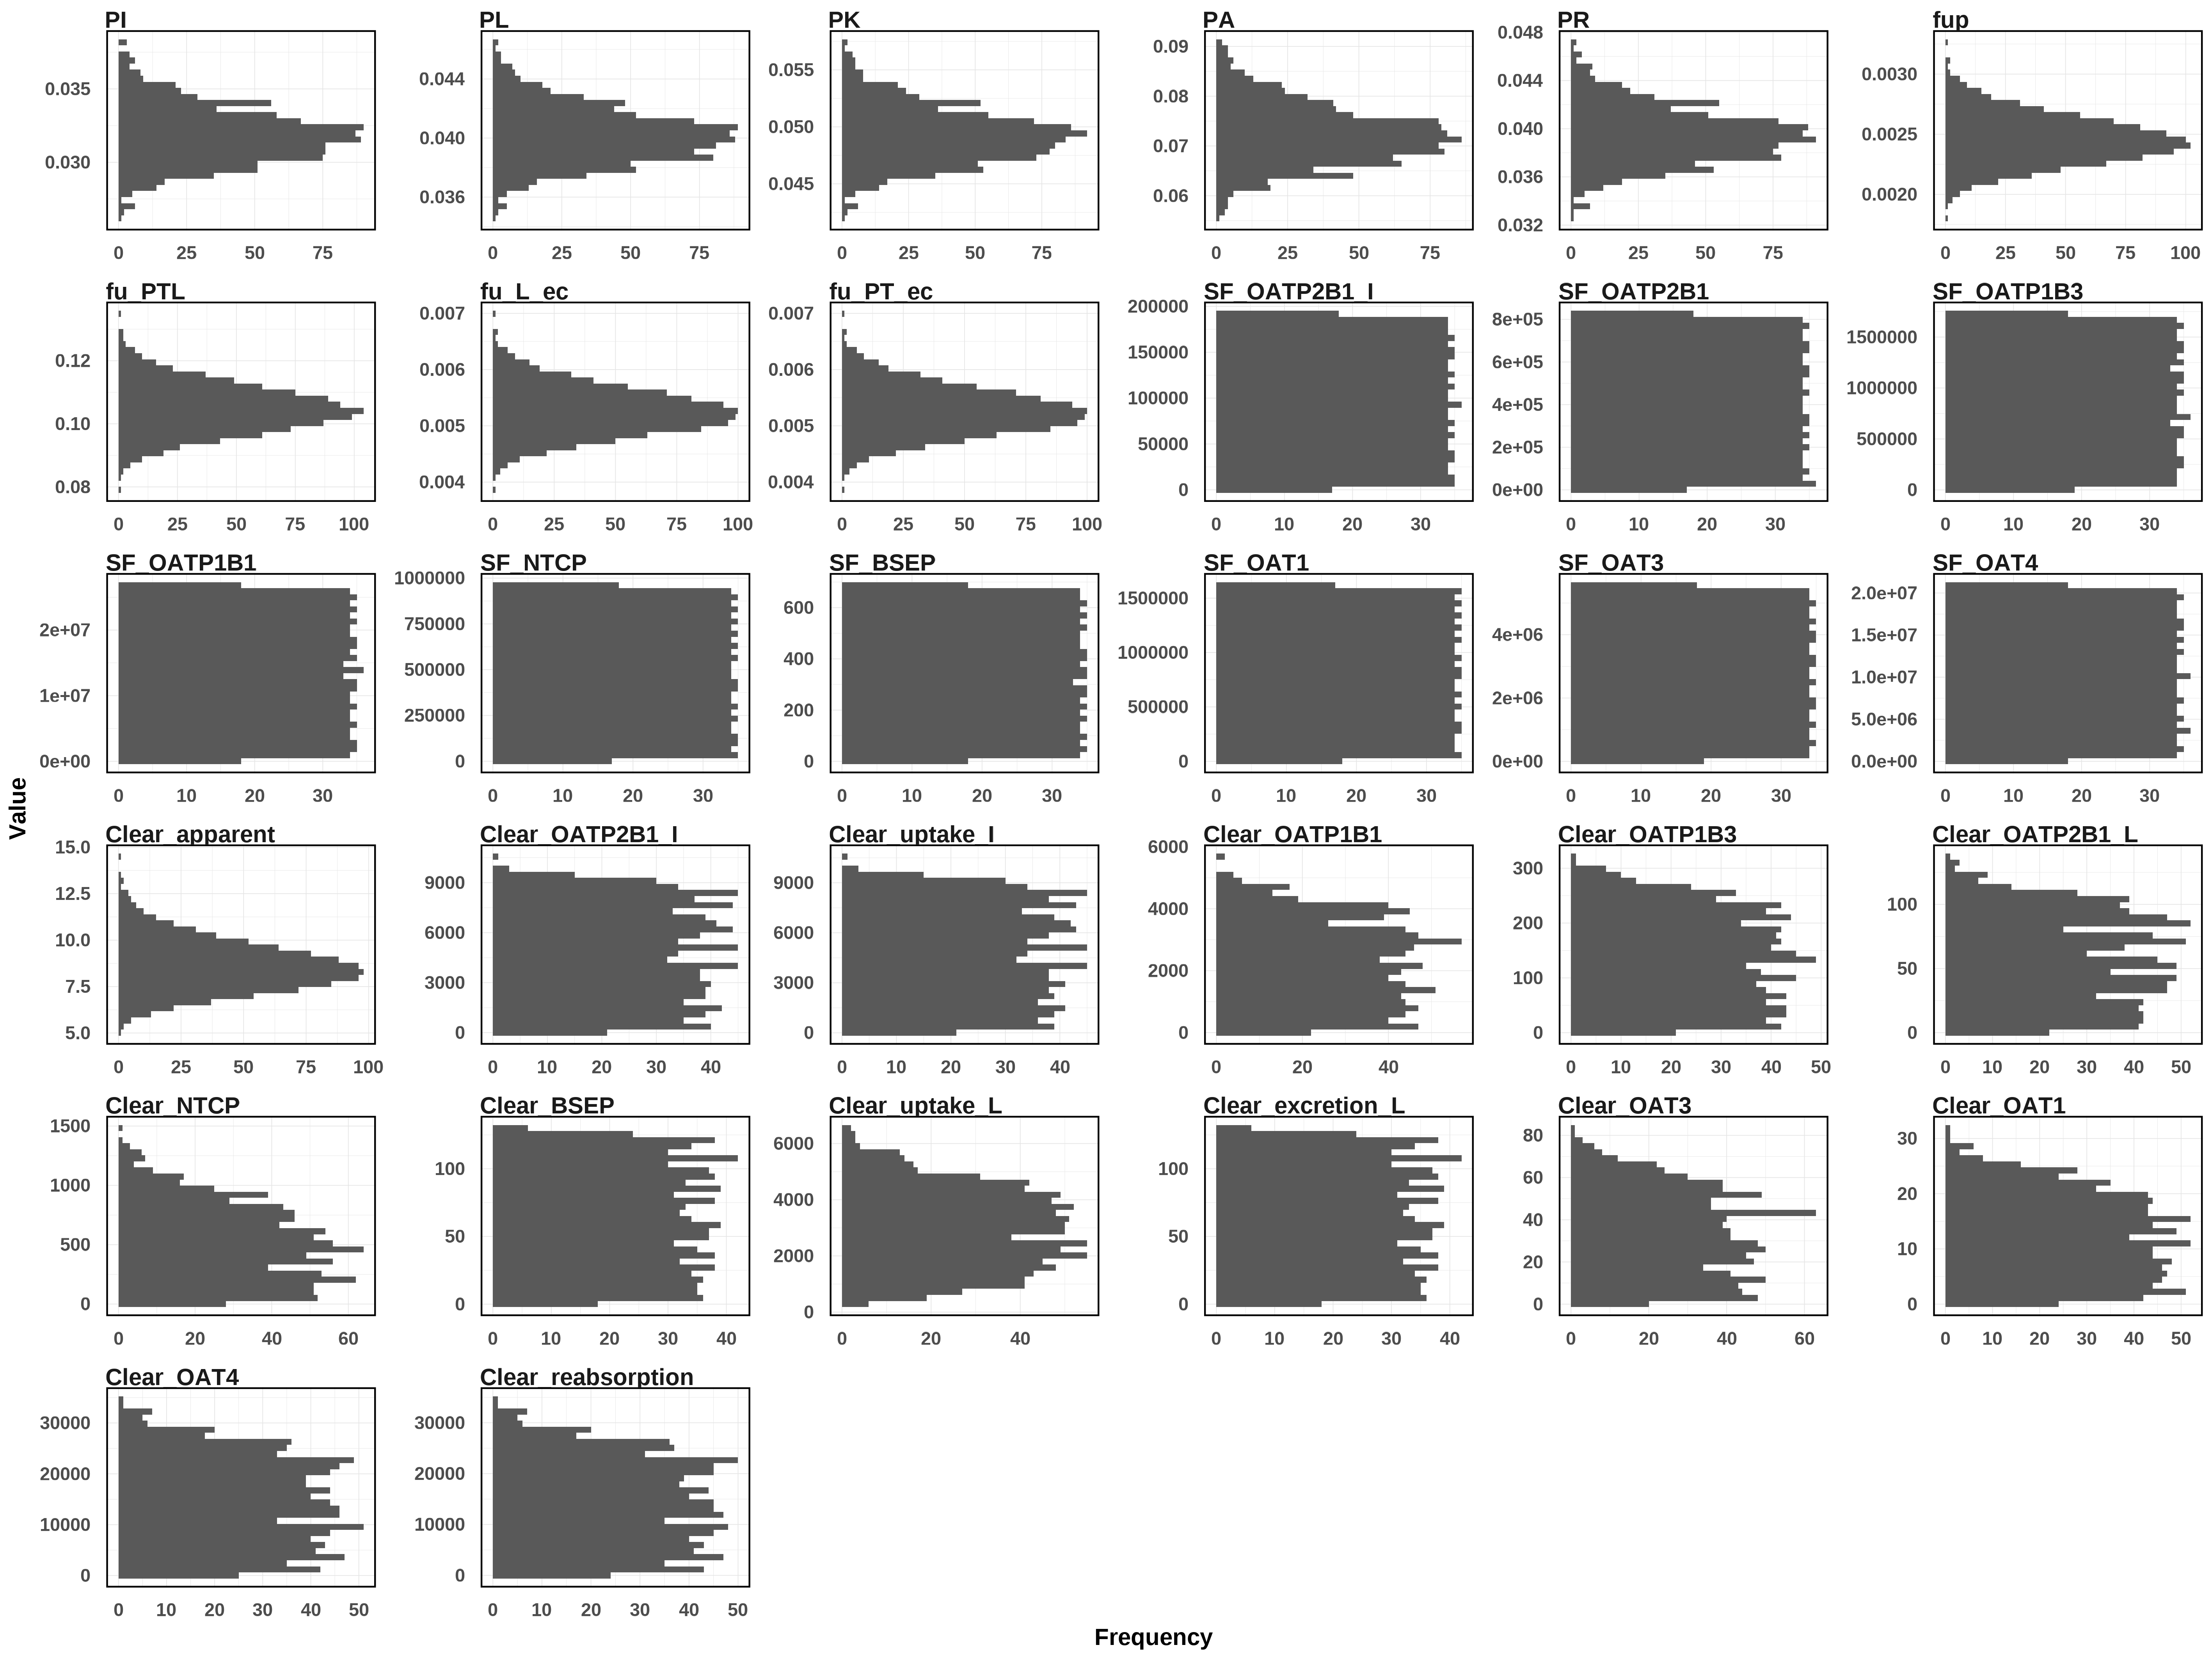 PI PL PK PA PR fup
0.035 0.030
0 25 50 75
0.044 0.040 0.036
0 25 50 75
0.055 0.050 0.045
0 25 50 75
0.09 0.08 0.07 0.06
0 25 50 75
0.048 0.044 0.040 0.036 0.032
0 25 50 75
0.0030 0.0025 0.0020
0 25 50 75 100
fu_PTL fu_L_ec fu_PT_ec SF_OATP2B1_I SF_OATP2B1 SF_OATP1B3
0.12 0.10 0.08
0 25 50 75 100
0.007 0.006 0.005 0.004
0 25 50 75 100
0.007 0.006 0.005 0.004
0 25 50 75 100
200000 150000 100000 50000 0
0 10 20 30
8e+05 6e+05 4e+05 2e+05 0e+00
0 10 20 30
1500000 1000000 500000 0
0 10 20 30
SF_OATP1B1 SF_NTCP SF_BSEP SF_OAT1 SF_OAT3 SF_OAT4
2e+07 1e+07 0e+00
0 10 20 30
1000000 750000 500000 250000 0
0 10 20 30
600 400 200 0
0 10 20 30
1500000 1000000 500000 0
0 10 20 30
4e+06 2e+06 0e+00
0 10 20 30
2.0e+07 1.5e+07 1.0e+07 5.0e+06 0.0e+00
0 10 20 30
Value
Clear_apparent Clear_OATP2B1_I Clear_uptake_I Clear_OATP1B1 Clear_OATP1B3 Clear_OATP2B1_L
15.0 12.5 10.0 7.5 5.0
0 25 50 75 100
9000 6000 3000 0
0 10 20 30 40
9000 6000 3000 0
0 10 20 30 40
6000 4000 2000 0
0 20 40
300 200 100 0
0 10 20 30 40 50
100 50 0
0 10 20 30 40 50
Clear_NTCP Clear_BSEP Clear_uptake_L Clear_excretion_L Clear_OAT3 Clear_OAT1
1500 1000 500 0
0 20 40 60
100 50 0
0 10 20 30 40
6000 4000 2000 0
0 20 40
100 50 0
0 10 20 30 40
80 60 40 20 0
0 20 40 60
30 20 10 0
0 10 20 30 40 50
Clear_OAT4 Clear_reabsorption
30000 20000 10000 0
0 10 20 30 40 50
30000 20000 10000 0
0 10 20 30 40 50
Frequency